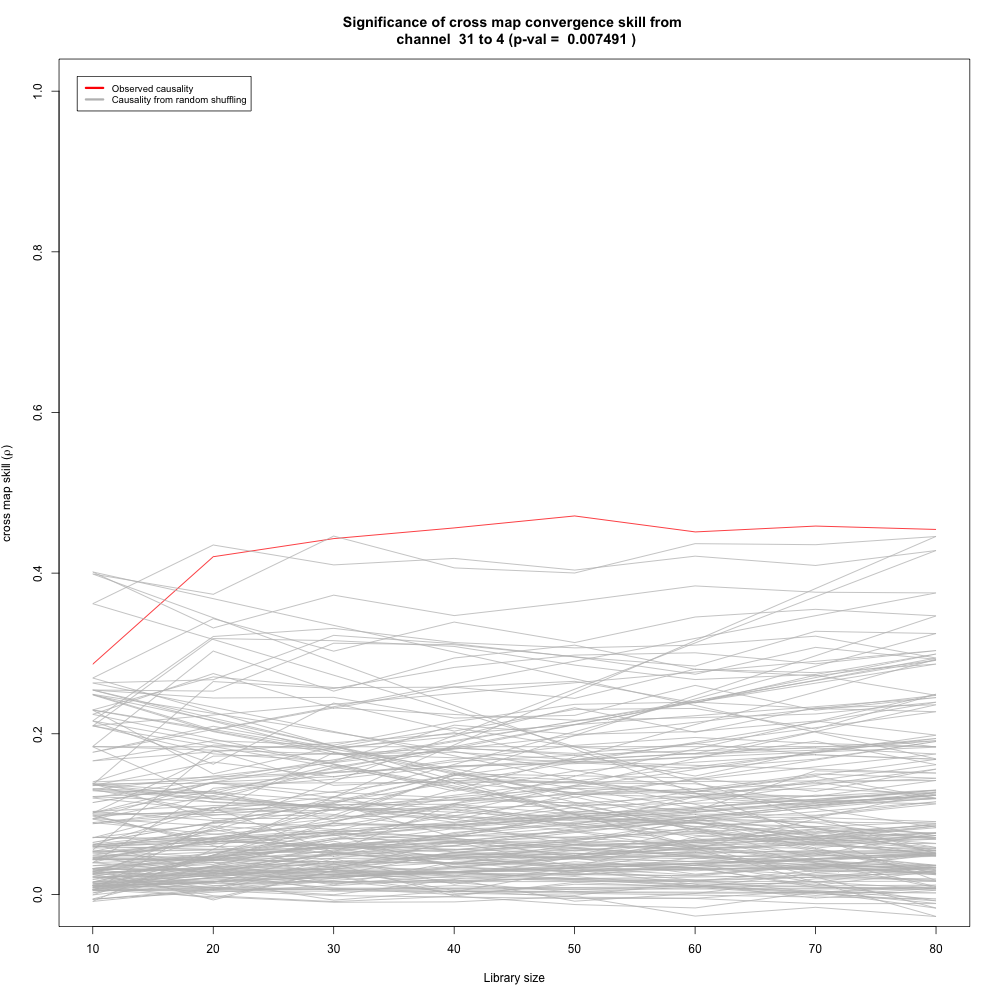 Significance of cross map convergence skill from
channel  31 to 4 (p-val =  0.007491 )
Observed causality
Causality from random shuffling
1.0
0.8
0.6
0.4
0.2
0.0
cross map skill (ρ)
10 20 30 40 50 60 70 80
Library size